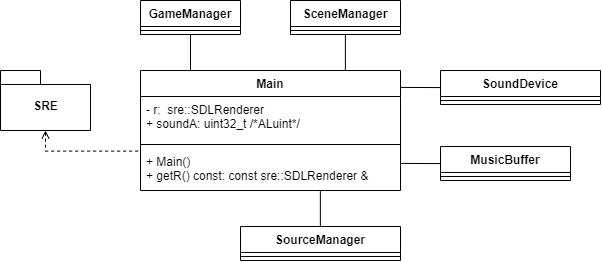 GameManager
SceneManager
SRE
Main
- r:  sre::SDLRenderer
+ soundA: uint32_t /*ALuint*/
+ Main()
+ getR() const: const sre::SDLRenderer &
SoundDevice
MusicBuffer
SourceManager